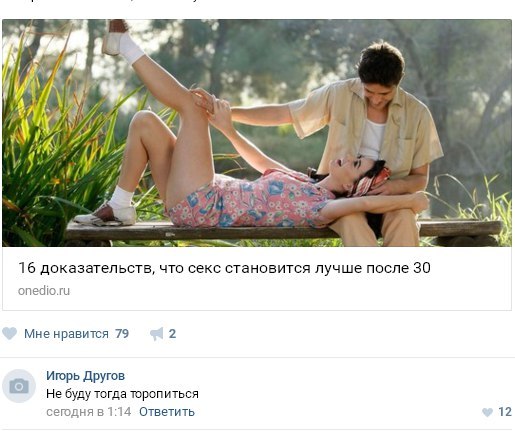 16 доказательств, что секс становится лучше после 30
onedio.ru
Мне нравится 79 2
Игорь Другов
Не буду тогда торопиться
сегодня в 1:14 Ответить 12